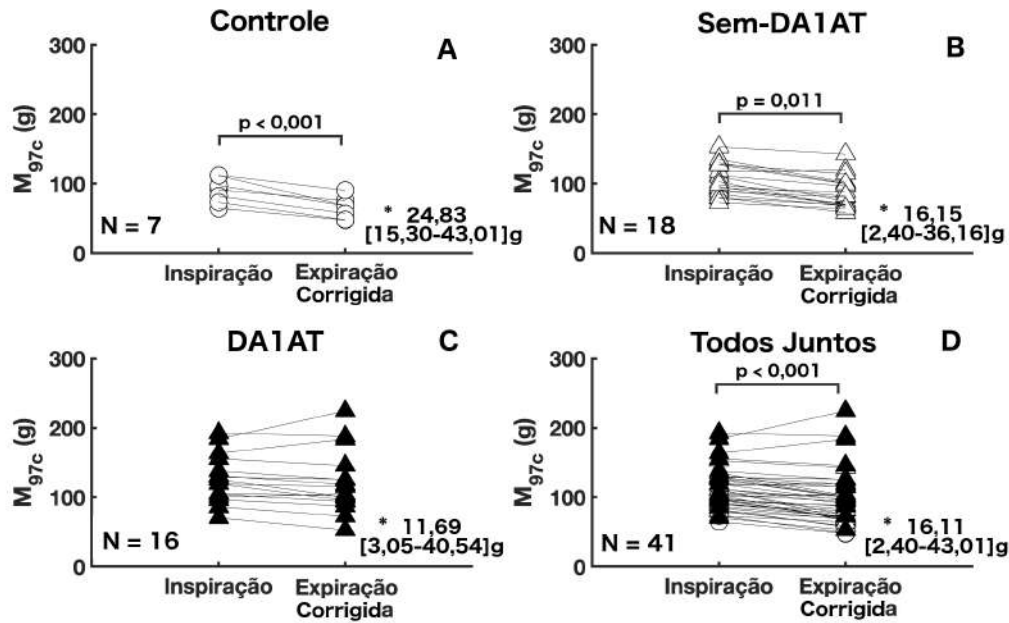 Controle
A
300
200
100
0
M97c (g)
p < 0,001
N = 7
* 24,83
[15,30-43,01]g
Inspiração
Expiração
Corrigida
Sem-DA1AT
B
300
200
100
0
M97c (g)
p = 0,011
N = 18
* 16,15
[2,40-36,16]g
Inspiração
Expiração
Corrigida
DA1AT
C
300
200
100
0
M97c (g)
N = 16
* 11,69
[3,05-40,54]g
Inspiração
Expiração
Corrigida
Todos Juntos
D
300
200
100
0
M97c (g)
p < 0,001
N = 41
* 16,11
[2,40-43,01]g
Inspiração
Expiração
Corrigida